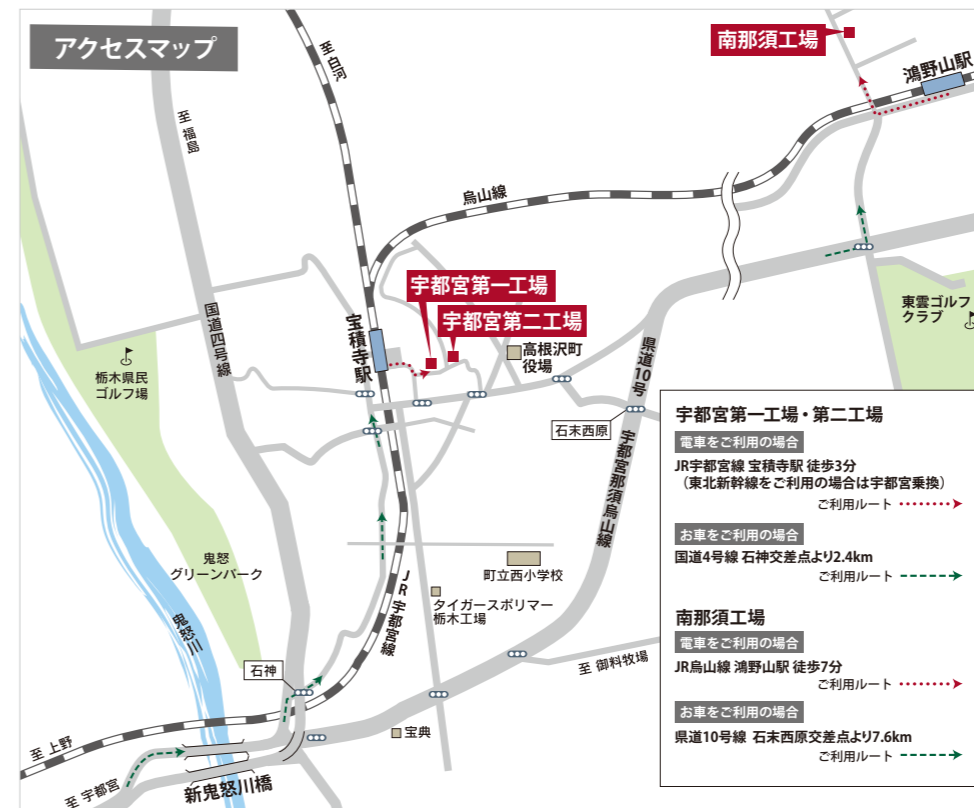 アクセスマップ
至 白河
南那須工場
鴻野山駅
至 福島
烏山線
宇都宮第一工場
宇都宮第二工場
国道四号線
宝積寺駅
高根沢町
役場
県道10号
東雲ゴルフ
クラブ
栃木県民
ゴルフ場
石末西原
宇都宮那須烏山線
鬼怒
グリーンパーク
町立西小学校
タイガースポリマー
栃木工場
JR宇都宮線
鬼怒川
石神
至 御料牧場
至 上野
宝典
至 宇都宮
新鬼怒川橋
宇都宮第一工場・第二工場
電車をご利用の場合
JR宇都宮線 宝積寺駅 徒歩3分
（東北新幹線をご利用の場合は宇都宮乗換）
ご利用ルート
お車をご利用の場合
国道4号線 石神交差点より2.4km
ご利用ルート
南那須工場
電車をご利用の場合
JR烏山線 鴻野山駅 徒歩7分
ご利用ルート
お車をご利用の場合
県道10号線 石末西原交差点より7.6km
ご利用ルート